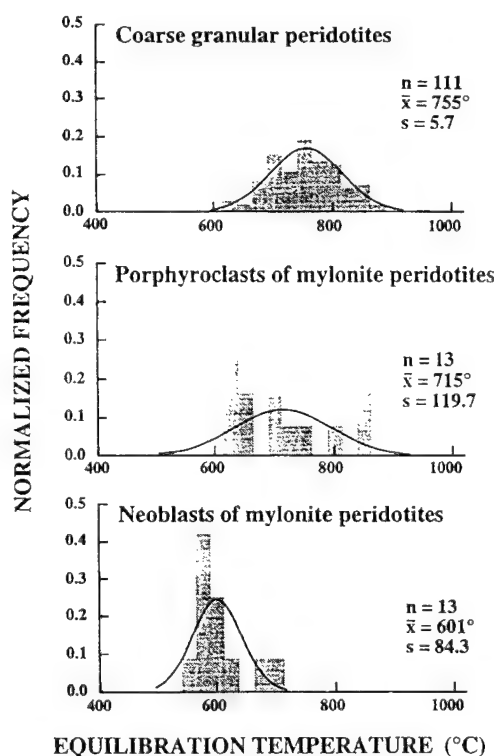 Coarse granular peridotites
0.5
0.4
0.3
0.2
0.1
0.0
n = 111
x̄ = 755°
s = 5.7
400
600
800
1000
Porphyroclasts of mylonite peridotites
0.5
0.4
0.3
0.2
0.1
0.0
n = 13
x̄ = 715°
s = 119.7
400
600
800
1000
Neoblasts of mylonite peridotites
0.5
0.4
0.3
0.2
0.1
0.0
n = 13
x̄ = 601°
s = 84.3
400
600
800
1000
NORMALIZED FREQUENCY
EQUILIBRATION TEMPERATURE (°C)